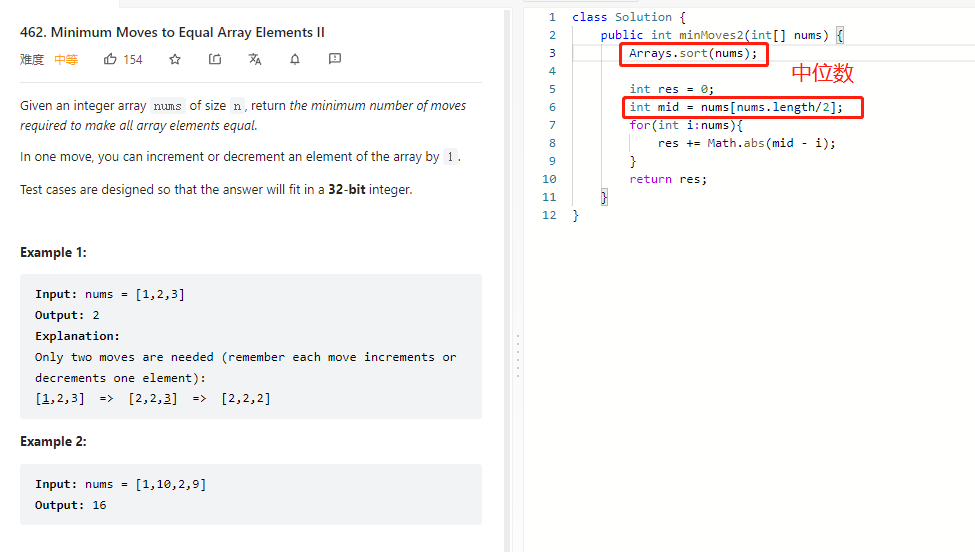 462. Minimum Moves to Equal Array Elements II
难度 中等 154
Given an integer array nums of size n, return the minimum number of moves
required to make all array elements equal.
In one move, you can increment or decrement an element of the array by 1.
Test cases are designed so that the answer will fit in a 32-bit integer.
Example 1:
Input: nums = [1,2,3]
Output: 2
Explanation:
Only two moves are needed (remember each move increments or
decrements one element):
[1,2,3] => [2,2,3] => [2,2,2]
Example 2:
Input: nums = [1,10,2,9]
Output: 16
1 class Solution {
2 public int minMoves2(int[] nums) {
3 Arrays.sort(nums);
4
中位数
5 int res = 0;
6 int mid = nums[nums.length/2];
7 for(int i:nums){
8 res += Math.abs(mid - i);
9 }
10 return res;
11 }
12 }